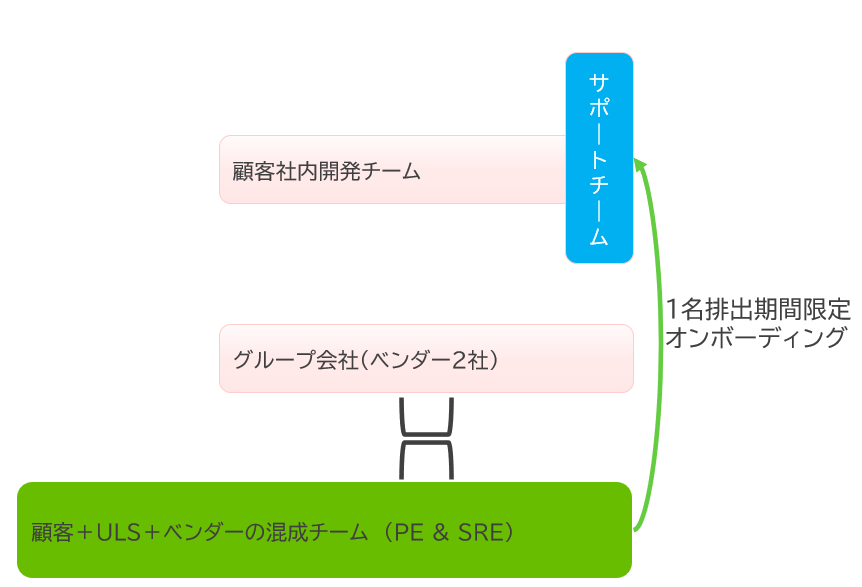 サポートチーム
顧客社内開発チーム
1名排出期間限定
オンボーディング
グループ会社(ベンダー2社)
顧客＋ULS＋ベンダーの混成チーム（PE & SRE）